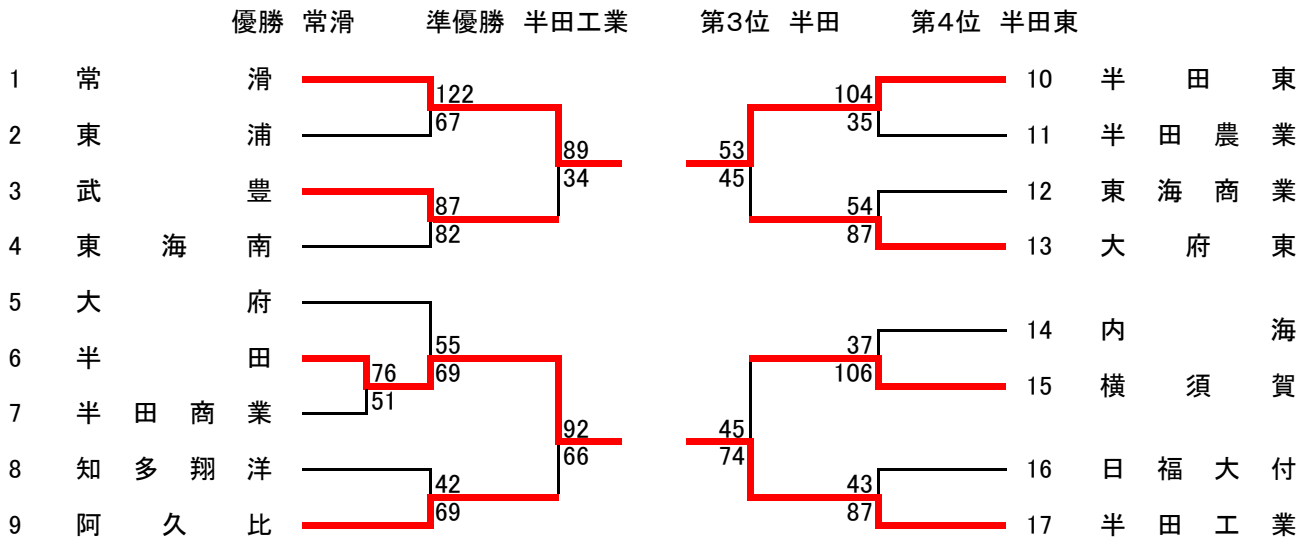 優勝 常滑 準優勝 半田工業 第3位 半田 第4位 半田東
1 常滑 104 10 半田東
122
67 35
2 東浦 11 半田農業
89 53
34 45
3 武豊 12 東海商業
87 54
82 87
4 東海南 13 大府東
5 大府
14 内海
55 37
6 半田
76 69 106
15 横須賀
51
7 半田商業
92 45
66 74
8 知多翔洋 16 日福大付
42 43
69 87
9 阿久比 17 半田工業